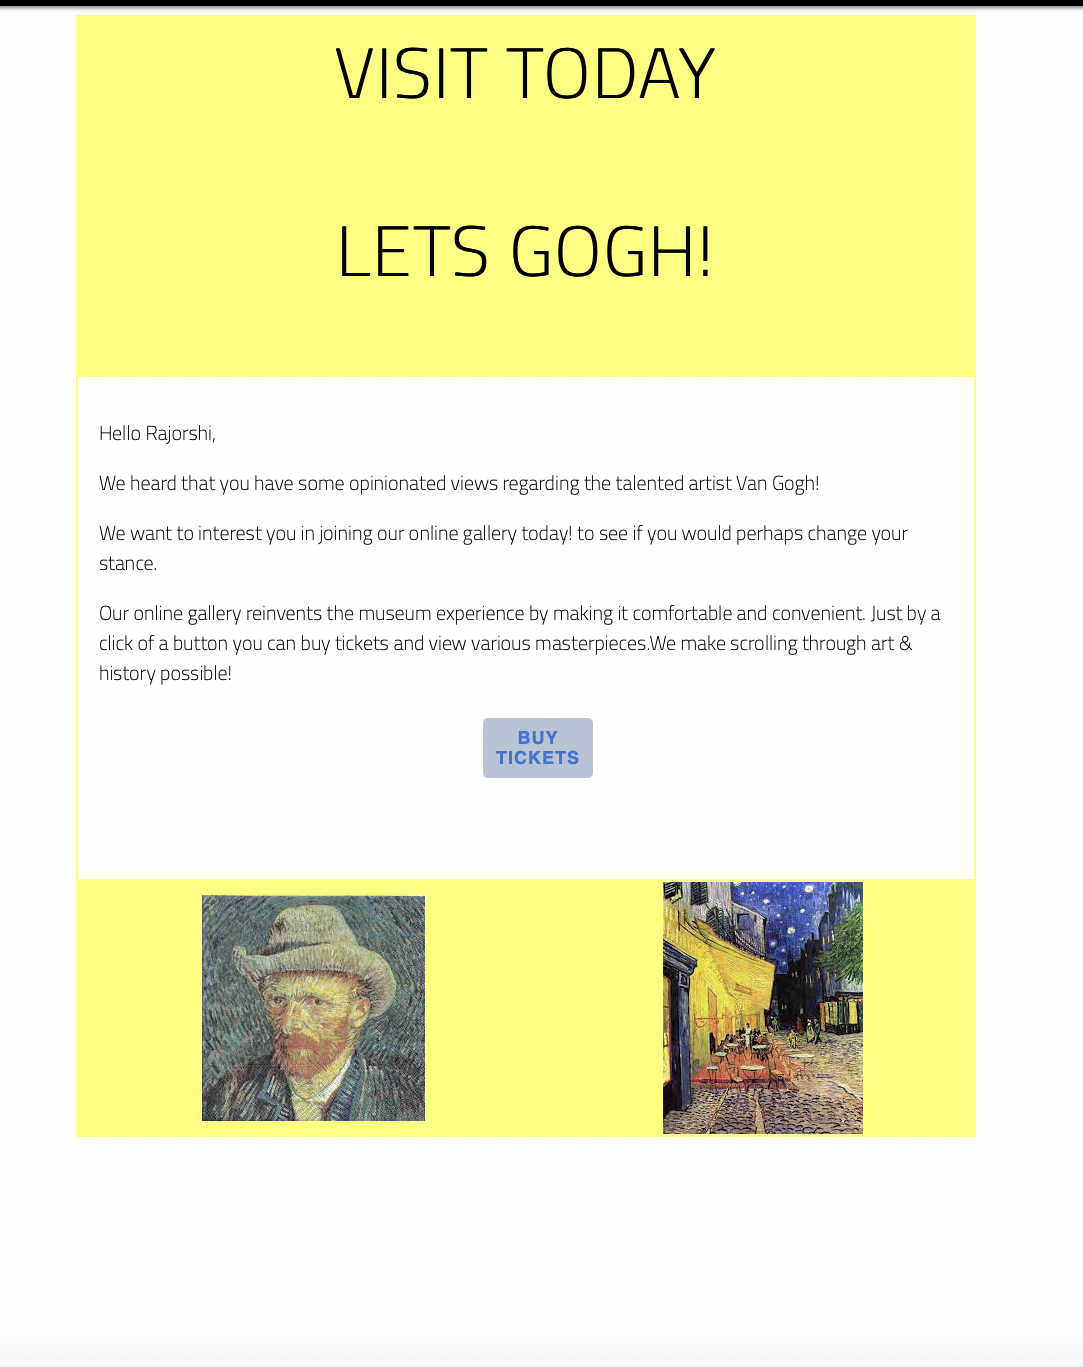 VISIT TODAY
LETS GOGH!
Hello Rajorshi,
We heard that you have some opinionated views regarding the talented artist Van Gogh!
We want to interest you in joining our online gallery today! to see if you would perhaps change your
stance.
Our online gallery reinvents the museum experience by making it comfortable and convenient. Just by a
click of a button you can buy tickets and view various masterpieces.We make scrolling through art &
history possible!
BUY
TICKETS